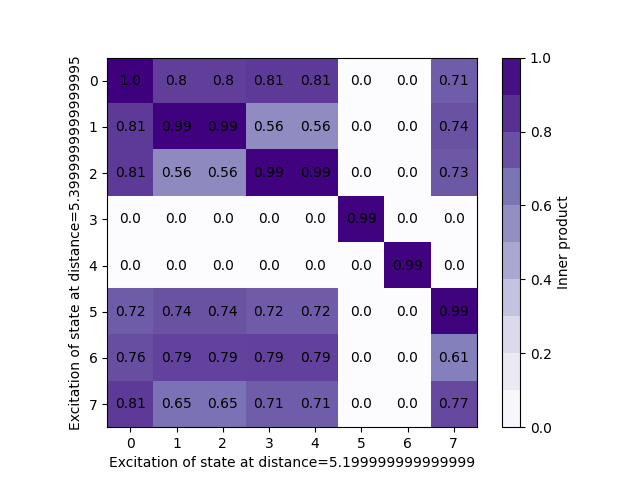 Excitation of state at distance=5.3999999999999995
0 1.0 0.8 0.8 0.81 0.81 0.0 0.0 0.71
1 0.81 0.99 0.99 0.56 0.56 0.0 0.0 0.74
2 0.81 0.56 0.56 0.99 0.99 0.0 0.0 0.73
3 0.0 0.0 0.0 0.0 0.0 0.99 0.0 0.0
4 0.0 0.0 0.0 0.0 0.0 0.0 0.99 0.0
5 0.72 0.74 0.74 0.72 0.72 0.0 0.0 0.99
6 0.76 0.79 0.79 0.79 0.79 0.0 0.0 0.61
7 0.81 0.65 0.65 0.71 0.71 0.0 0.0 0.77
0 1 2 3 4 5 6 7
Excitation of state at distance=5.199999999999999
1.0
0.8
0.6
0.4
0.2
0.0
Inner product